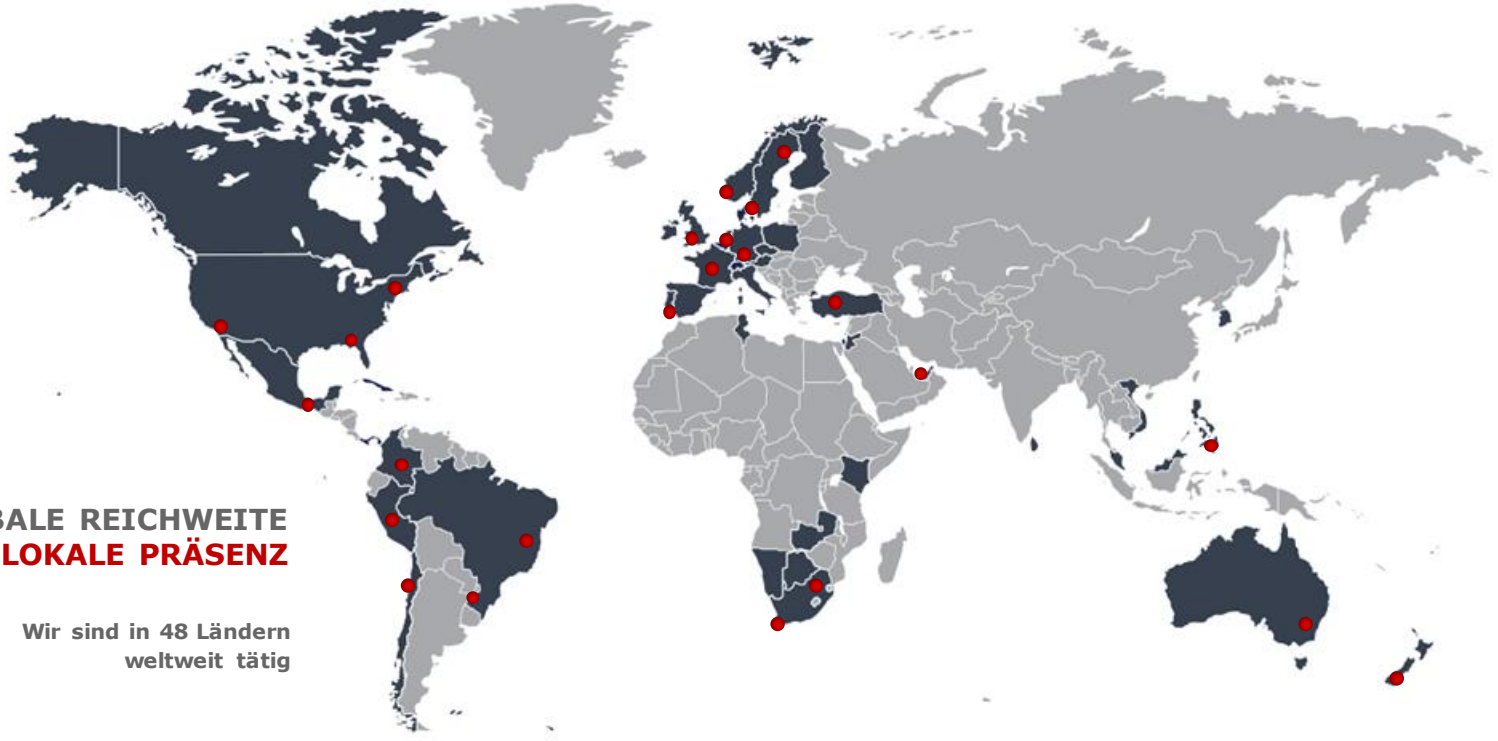 BALE REICHWEITE
LOKALE PRÄSENZ
Wir sind in 48 Ländern
weltweit tätig